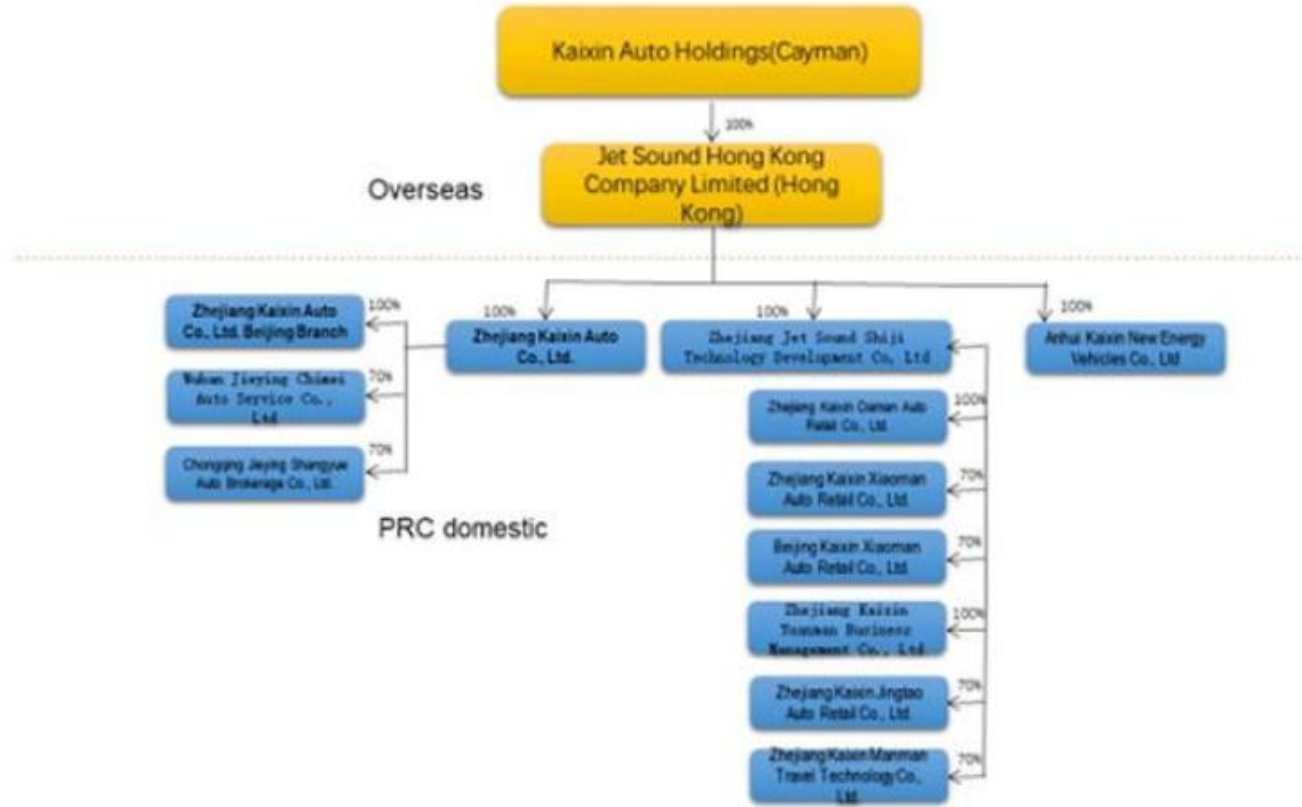 Kaixin Auto Holdings(Cayman)
100%
Jet Sound Hong Kong
Company Limited (Hong
Kong)
Overseas
100%
Zhejiang Kaixin Auto
Co., Ltd. Beijing Branch
70%
Wuhan Jieying Chimei
Auto Service Co.,
Ltd
70%
Chongqing Jieying Shangyue
Auto Brokerage Co., Ltd.
100%
Zhejiang Kaixin Auto
Co., Ltd.
100%
Zhejiang Jet Sound Shiji
Technology Development Co, Ltd
100%
Anhui Kaixin New Energy
Vehicles Co., Ltd
100%
Zhejiang Kaixin Daman Auto
Retail Co., Ltd.
70%
Zhejiang Kaixin Xiaoman
Auto Retail Co., Ltd.
70%
Beijing Kaixin Xiaoman
Auto Retail Co., Ltd.
100%
Zhejiang Kaixin
Yuanman Business
Management Co., Ltd
70%
Zhejiang Kaixin Jingtao
Auto Retail Co., Ltd.
70%
Zhejiang Kaixin Manman
Travel Technology Co.,
Ltd.
PRC domestic